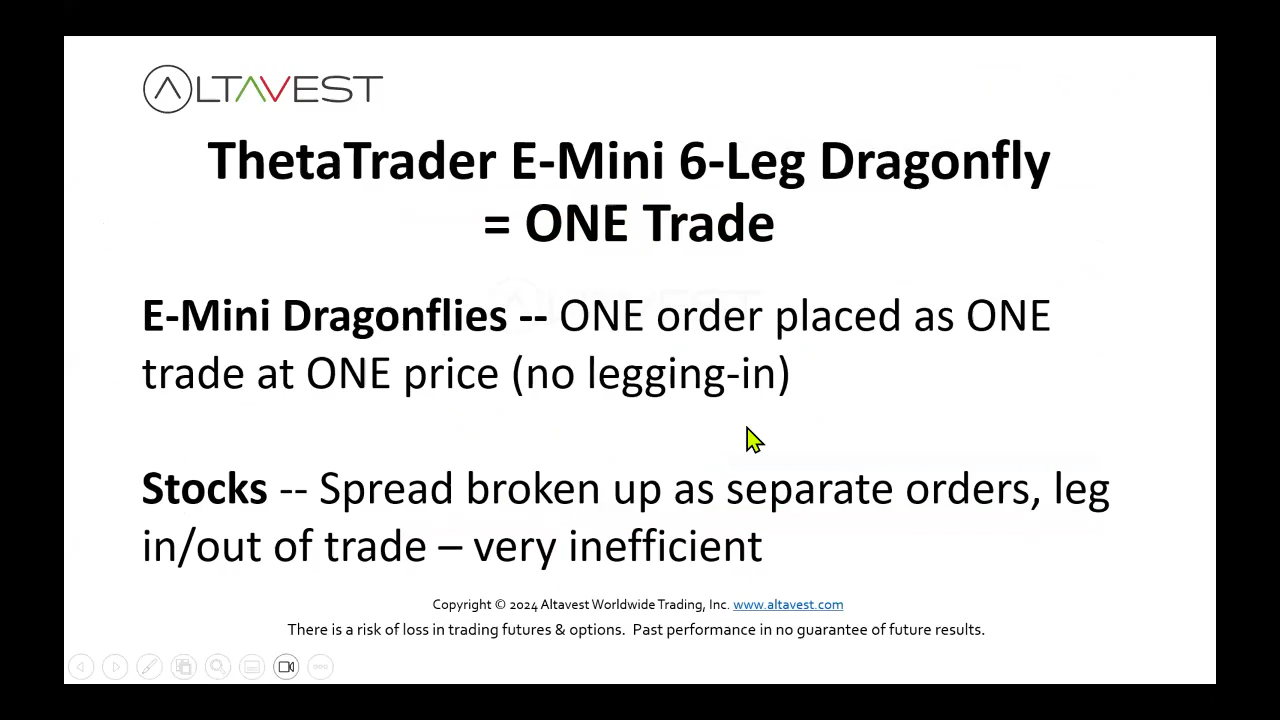 ALTAVEST
ThetaTrader E-Mini 6-Leg Dragonfly
= ONE Trade
E-Mini Dragonflies -- ONE order placed as ONE
trade at ONE price (no legging-in)
Stocks -- Spread broken up as separate orders, leg
in/out of trade – very inefficient
Copyright © 2024 Altavest Worldwide Trading, Inc. www.altavest.com
There is a risk of loss in trading futures & options.  Past performance in no guarantee of future results.